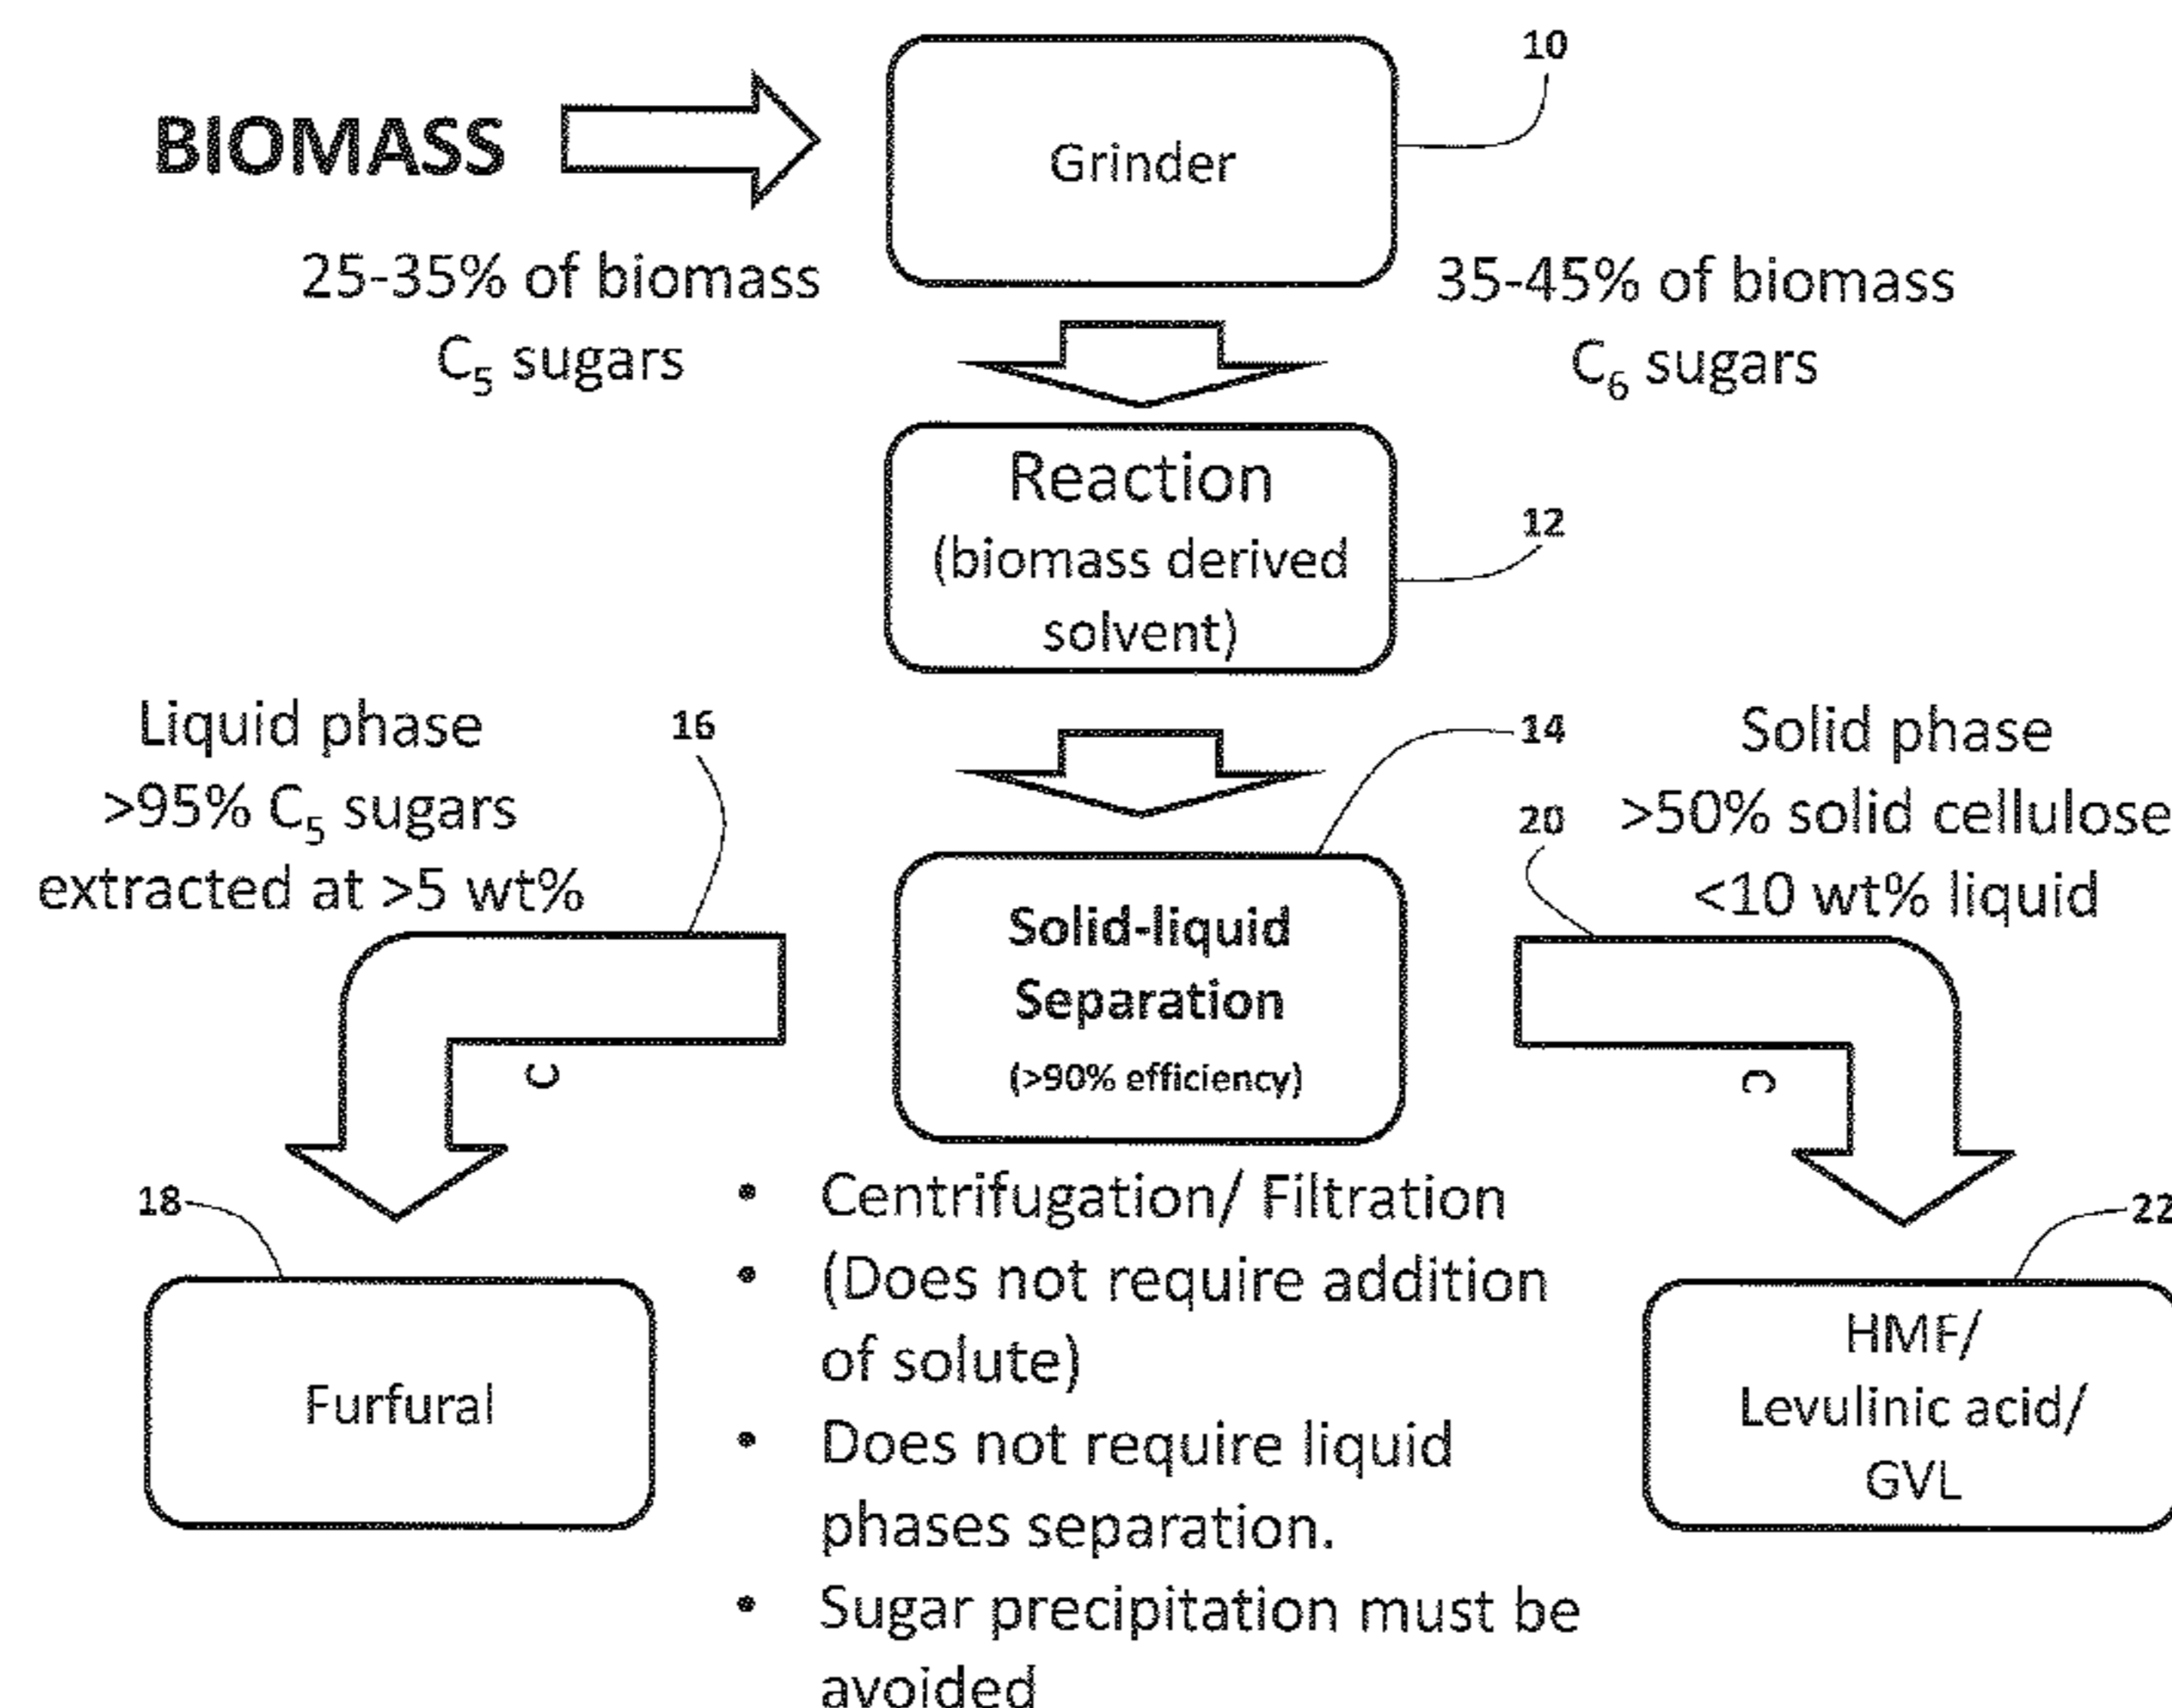 10
BIOMASS
Grinder
25-35% of biomass
C₅ sugars
35-45% of biomass
C₆ sugars
Reaction
(biomass derived
solvent)
12
Liquid phase
>95% C₅ sugars
extracted at >5 wt%
16
14
Solid phase
>50% solid cellulose
<10 wt% liquid
20
Solid-liquid
Separation
(>90% efficiency)
C
C
18
Furfural
• Centrifugation/ Filtration
• (Does not require addition
of solute)
• Does not require liquid
phases separation.
• Sugar precipitation must be
avoided
22
HMF/
Levulinic acid/
GVL